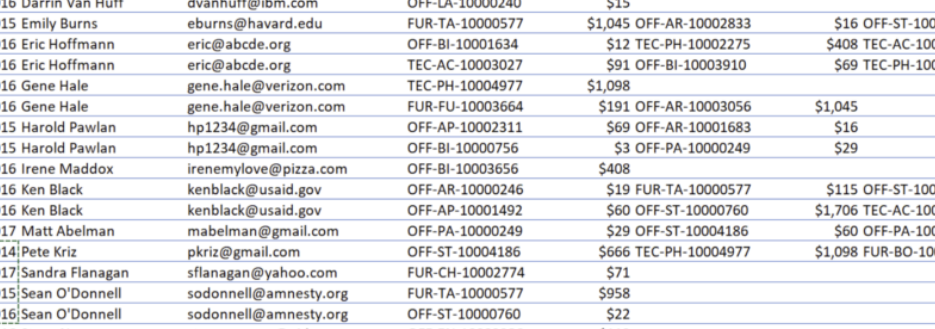 16 Darrin Van Huff dvanhuff@ibm.com OFF-LA-10000240 $15
15 Emily Burns eburns@havard.edu FUR-TA-10000577 $1,045 OFF-AR-10002833 $16 OFF-ST-100
16 Eric Hoffmann eric@abcde.org OFF-BI-10001634 $12 TEC-PH-10002275 $408 TEC-AC-100
16 Eric Hoffmann eric@abcde.org TEC-AC-10003027 $91 OFF-BI-10003910 $69 TEC-PH-100
16 Gene Hale gene.hale@verizon.com TEC-PH-10004977 $1,098
16 Gene Hale gene.hale@verizon.com FUR-FU-10003664 $191 OFF-AR-10003056 $1,045
15 Harold Pawlan hp1234@gmail.com OFF-AP-10002311 $69 OFF-AR-10001683 $16
15 Harold Pawlan hp1234@gmail.com OFF-BI-10000756 $3 OFF-PA-10000249 $29
16 Irene Maddox irenemylove@pizza.com OFF-BI-10003656 $408
16 Ken Black kenblack@usaid.gov OFF-AR-10000246 $19 FUR-TA-10000577 $115 OFF-ST-100
16 Ken Black kenblack@usaid.gov OFF-AP-10001492 $60 OFF-ST-10000760 $1,706 TEC-AC-100
17 Matt Abelman mabelman@gmail.com OFF-PA-10000249 $29 OFF-ST-10004186 $60 OFF-PA-100
14 Pete Kriz pkriz@gmail.com OFF-ST-10004186 $666 TEC-PH-10004977 $1,098 FUR-BO-10
17 Sandra Flanagan sflanagan@yahoo.com FUR-CH-10002774 $71
15 Sean O'Donnell sodonnell@amnesty.org FUR-TA-10000577 $958
16 Sean O'Donnell sodonnell@amnesty.org OFF-ST-10000760 $22